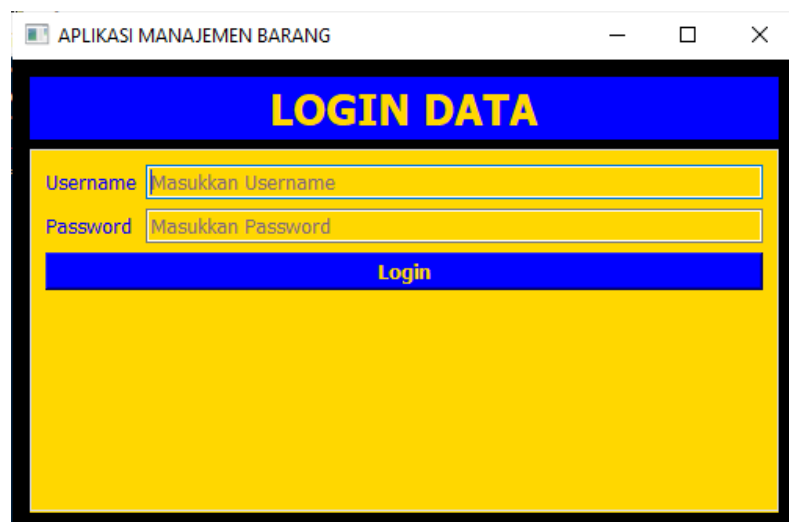 APLIKASI MANAJEMEN BARANG
LOGIN DATA
Username Masukkan Username
Password Masukkan Password
Login